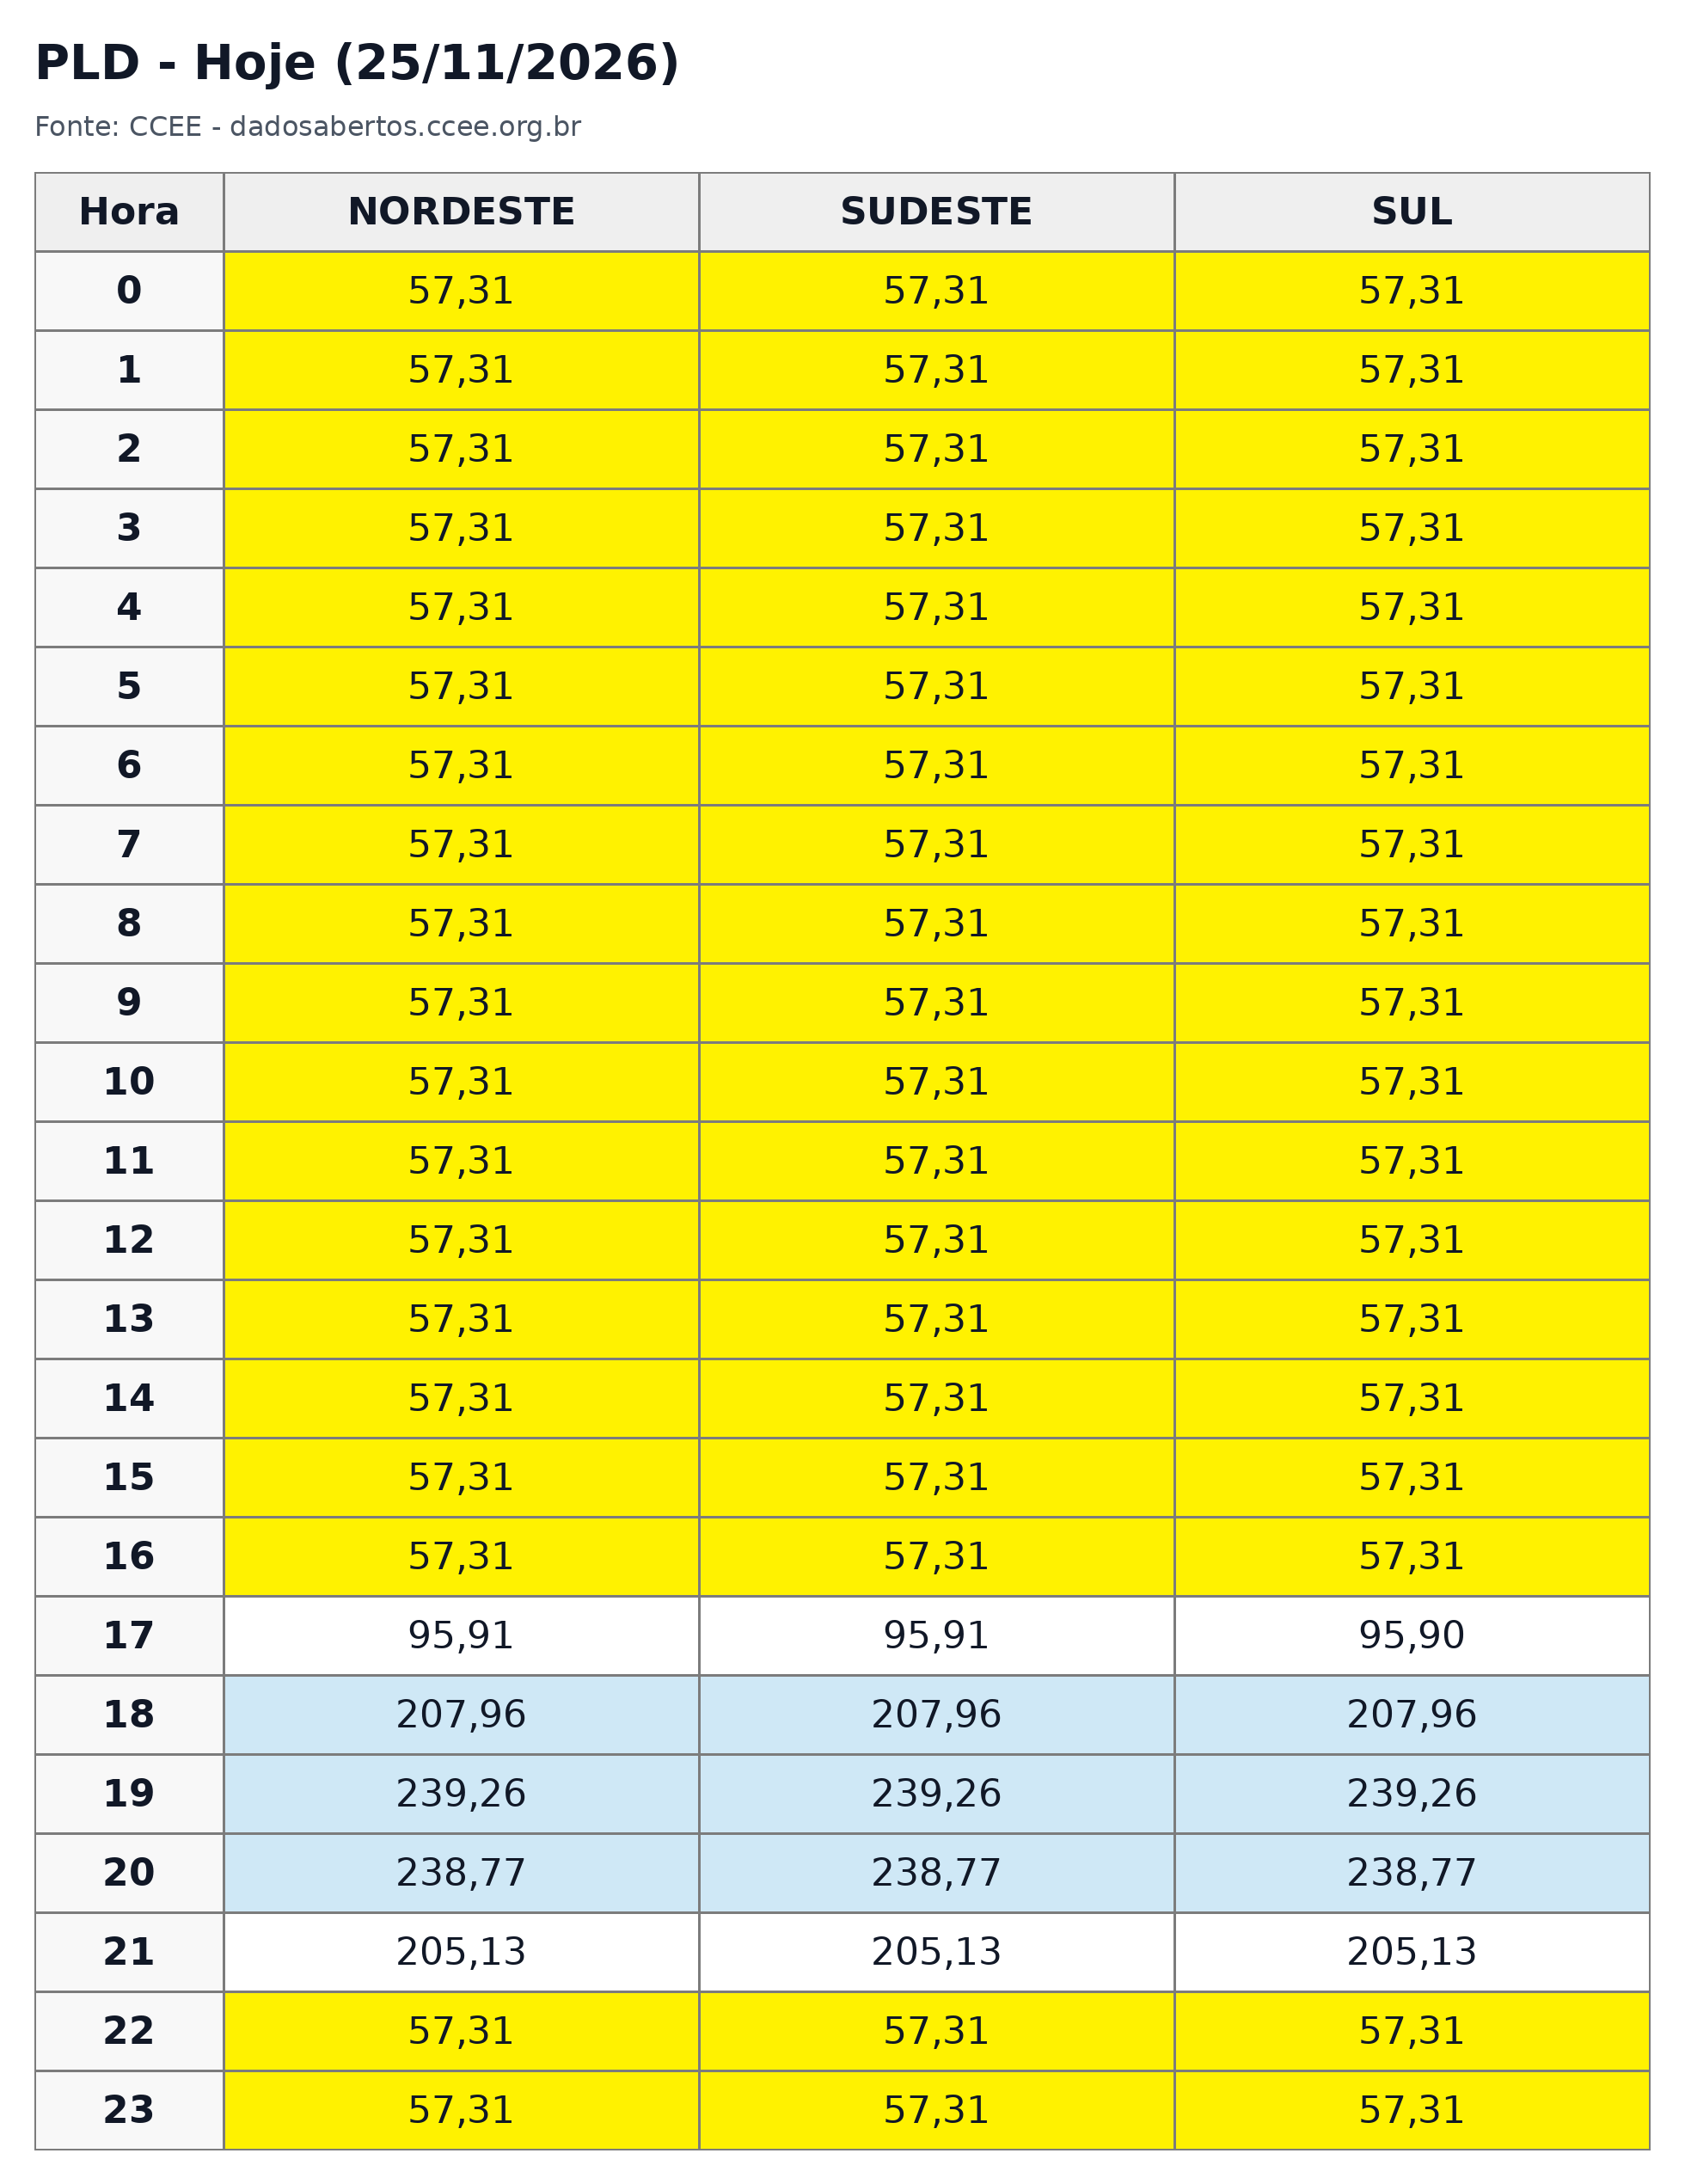 PLD - Hoje (25/11/2026)
Fonte: CCEE - dadosabertos.ccee.org.br
Hora NORDESTE SUDESTE SUL
0 57,31 57,31 57,31
1 57,31 57,31 57,31
2 57,31 57,31 57,31
3 57,31 57,31 57,31
4 57,31 57,31 57,31
5 57,31 57,31 57,31
6 57,31 57,31 57,31
7 57,31 57,31 57,31
8 57,31 57,31 57,31
9 57,31 57,31 57,31
10 57,31 57,31 57,31
11 57,31 57,31 57,31
12 57,31 57,31 57,31
13 57,31 57,31 57,31
14 57,31 57,31 57,31
15 57,31 57,31 57,31
16 57,31 57,31 57,31
17 95,91 95,91 95,90
18 207,96 207,96 207,96
19 239,26 239,26 239,26
20 238,77 238,77 238,77
21 205,13 205,13 205,13
22 57,31 57,31 57,31
23 57,31 57,31 57,31